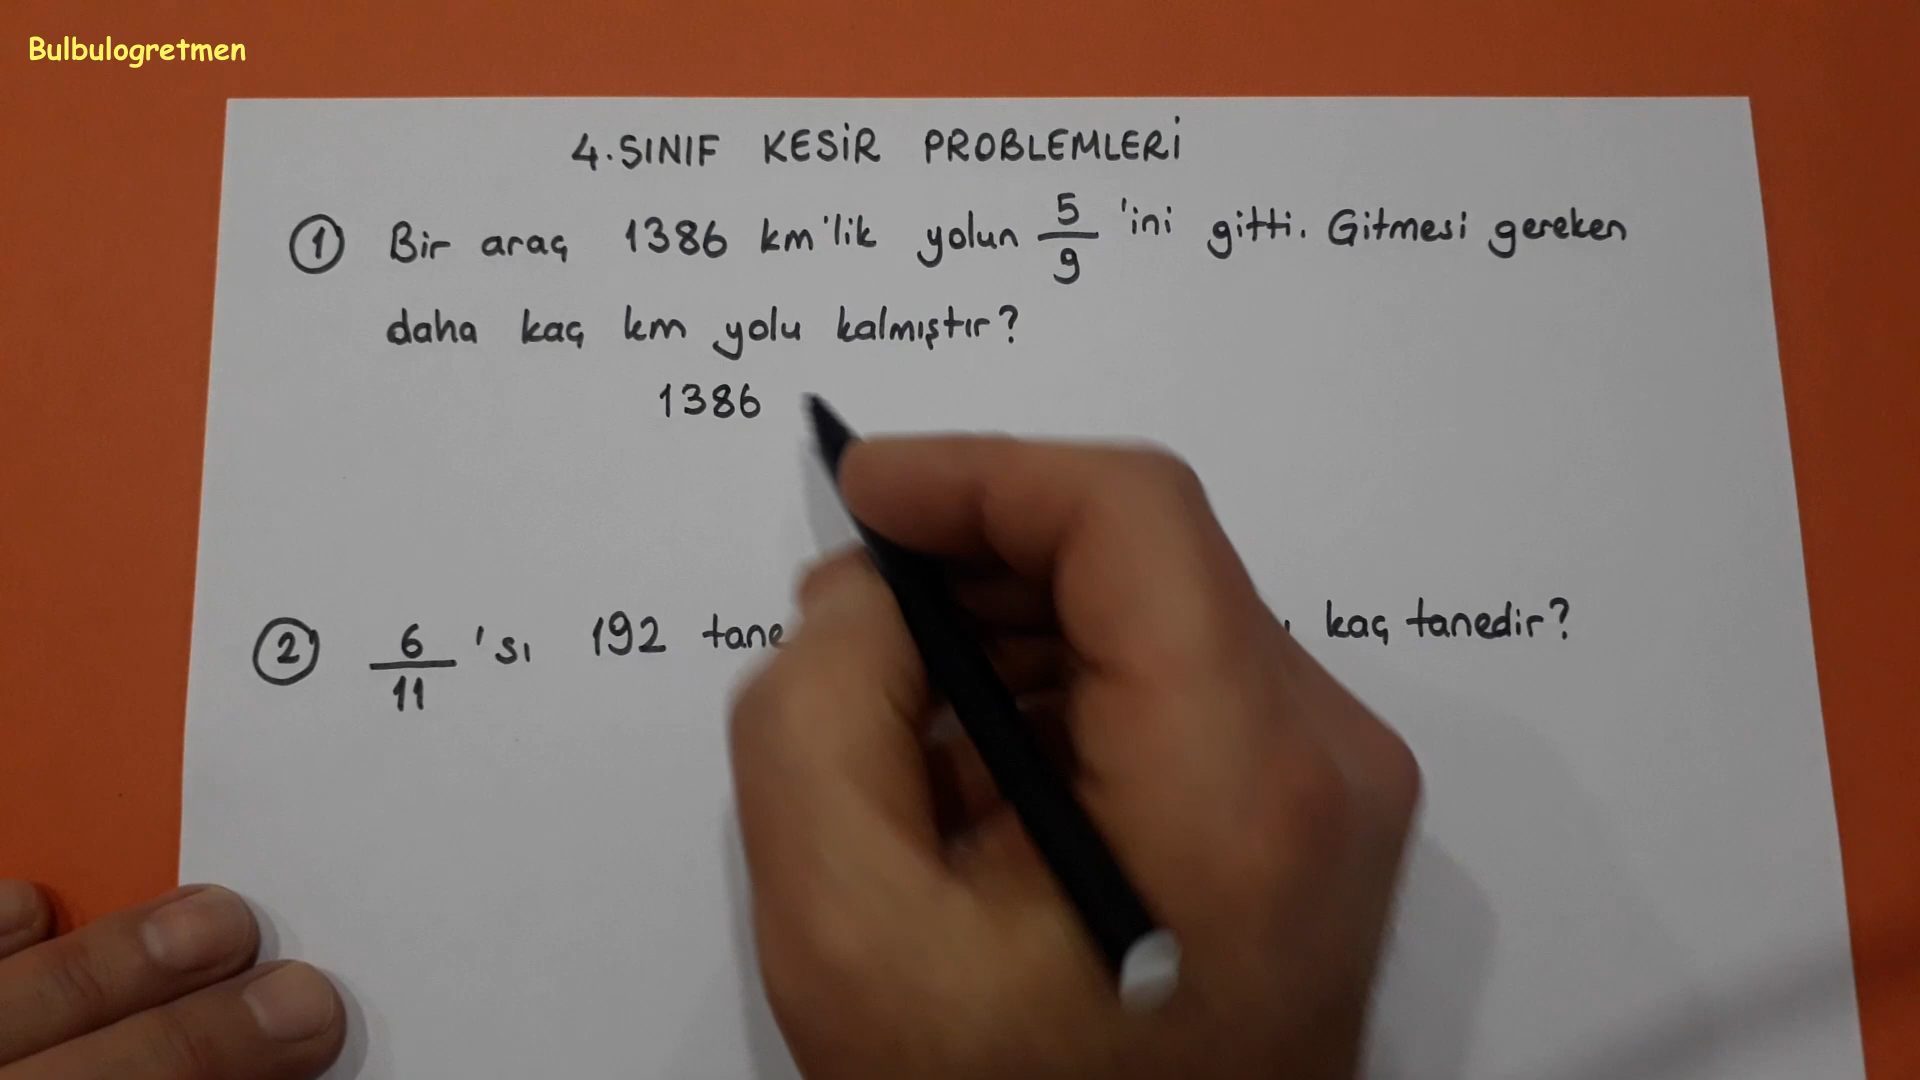 Bulbulogretmen
4.SINIF KESİR PROBLEMLERİ
① Bir araç 1386 km'lik yolun 5/9 'ini gitti. Gitmesi gereken
daha kaç km yolu kalmıştır?
1386
② 6/11 'sı 192 tane kaç tanedir?